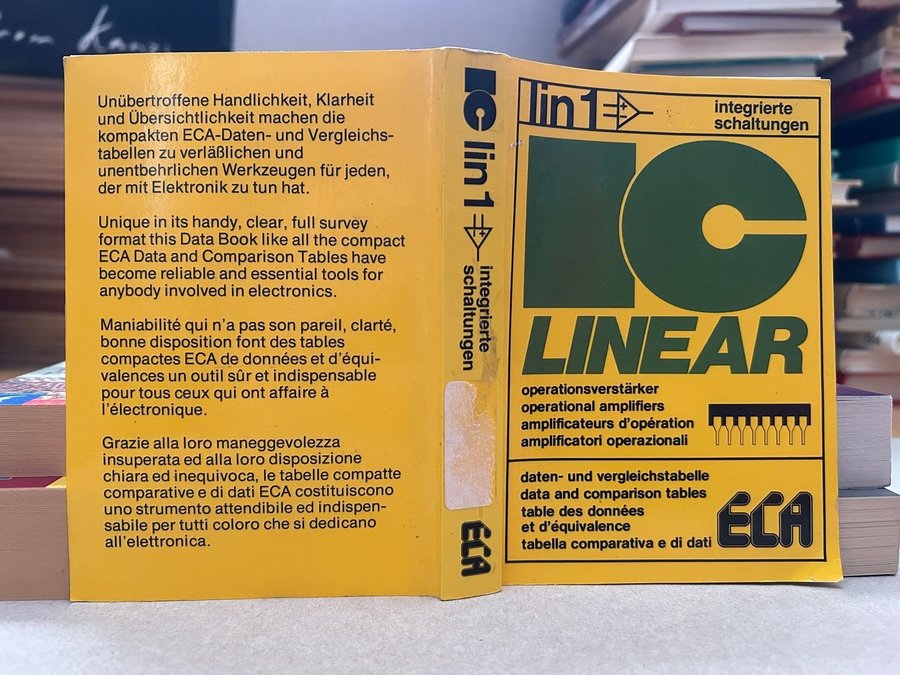 Unübertroffene Handlichkeit, Klarheit
und Übersichtlichkeit machen die
kompakten ECA-Daten- und Vergleichs-
tabellen zu verläßlichen und
unentbehrlichen Werkzeugen für jeden,
der mit Elektronik zu tun hat.
Unique in its handy, clear, full survey
format this Data Book like all the compact
ECA Data and Comparison Tables have
become reliable and essential tools for
anybody involved in electronics.
Maniabilité qui n'a pas son pareil, clarté,
bonne disposition font des tables
compactes ECA de données et d'équi-
valences un outil sûr et indispensable
pour tous ceux qui ont affaire à
l'électronique.
Grazie alla loro maneggevolezza
insuperata ed alla loro disposizione
chiara ed inequivoca, le tabelle compatte
comparative e di dati ECA costituiscono
uno strumento attendibile ed indispen-
sabile per tutti coloro che si dedicano
all'elettronica.
IC lin 1
integrierte
schaltungen
ECA
lin 1
integrierte
schaltungen
IC
LINEAR
operationsverstärker
operational amplifiers
amplificateurs d'opération
amplificatori operazionali
daten- und vergleichstabelle
data and comparison tables
table des données
et d'équivalence
tabella comparativa e di dati
ECA